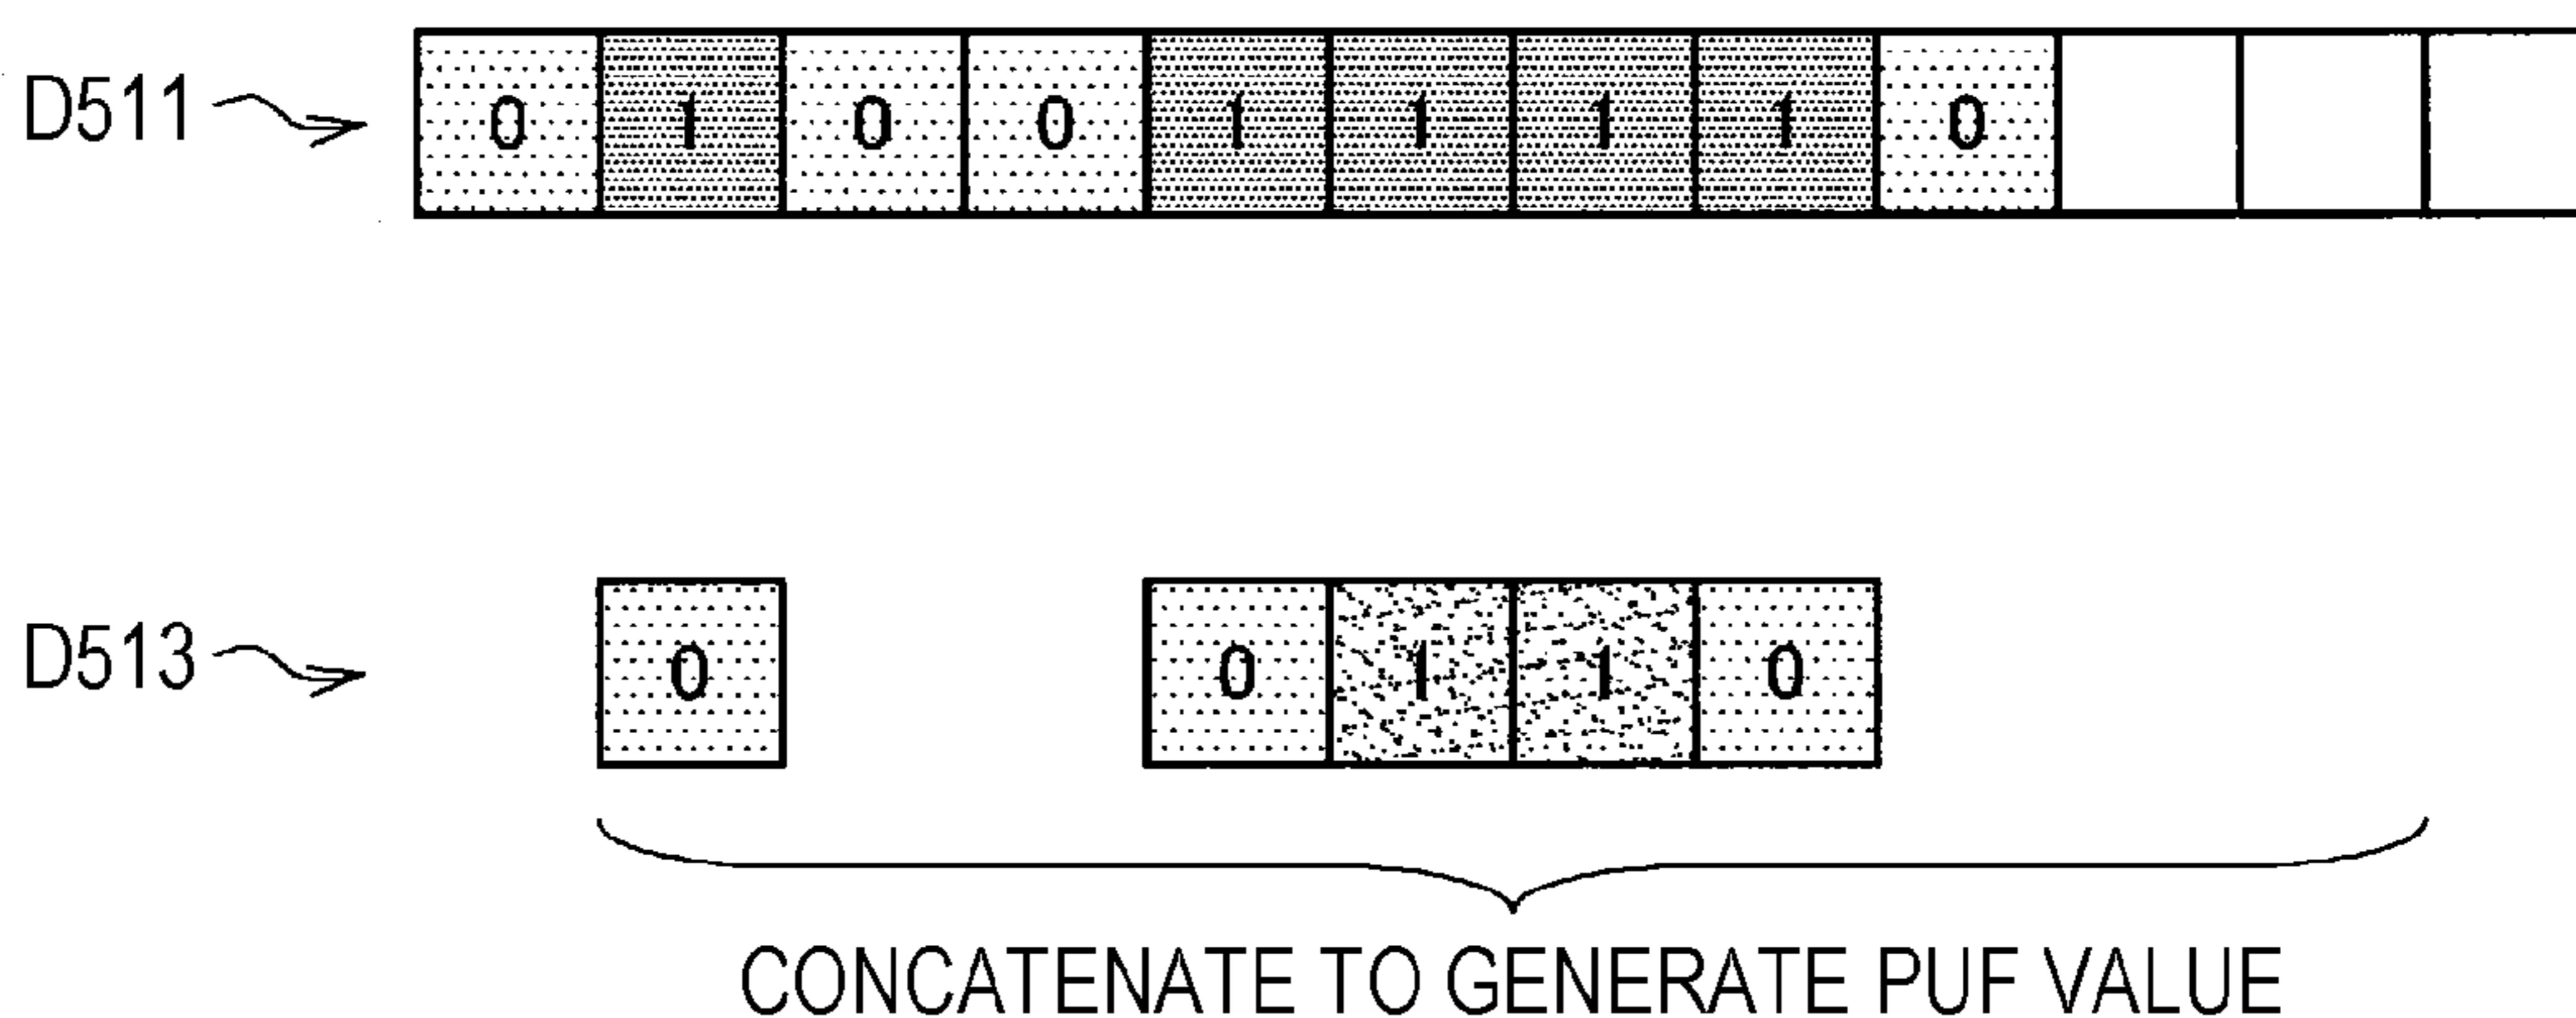 D511 0 1 0 0 1 1 1 1 0
D513 0 0 1 1 0
CONCATENATE TO GENERATE PUF VALUE